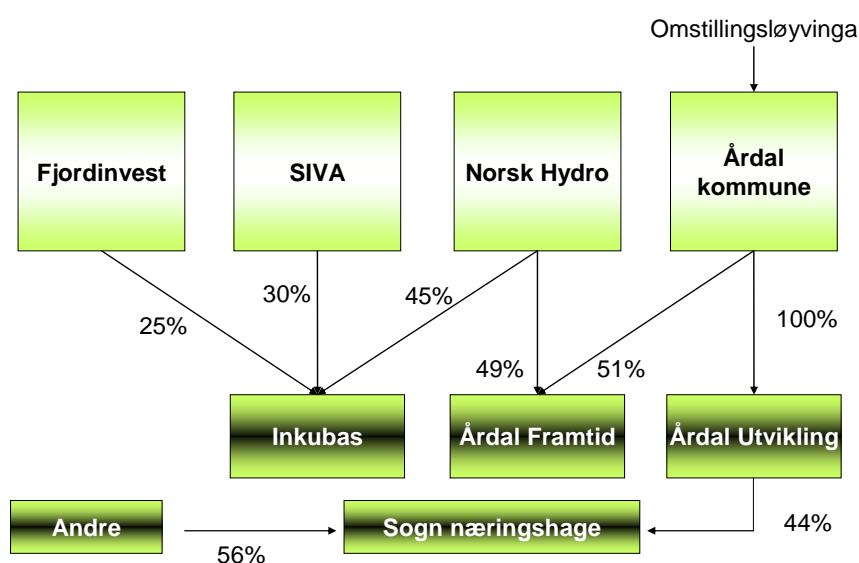 Omstillingsløyvinga
Fjordinvest
SIVA
Norsk Hydro
Årdal
kommune
25%
30%
45%
49%
51%
100%
Inkubas
Årdal Framtid
Årdal Utvikling
Andre
56%
Sogn næringshage
44%